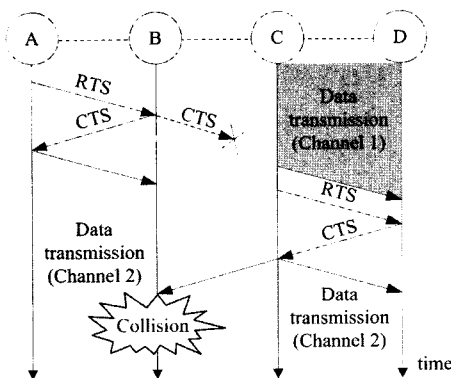 A B C D
RTS
CTS
CTS
Data
transmission
(Channel 1)
RTS
CTS
Data
transmission
(Channel 2)
Collision
Data
transmission
(Channel 2)
time